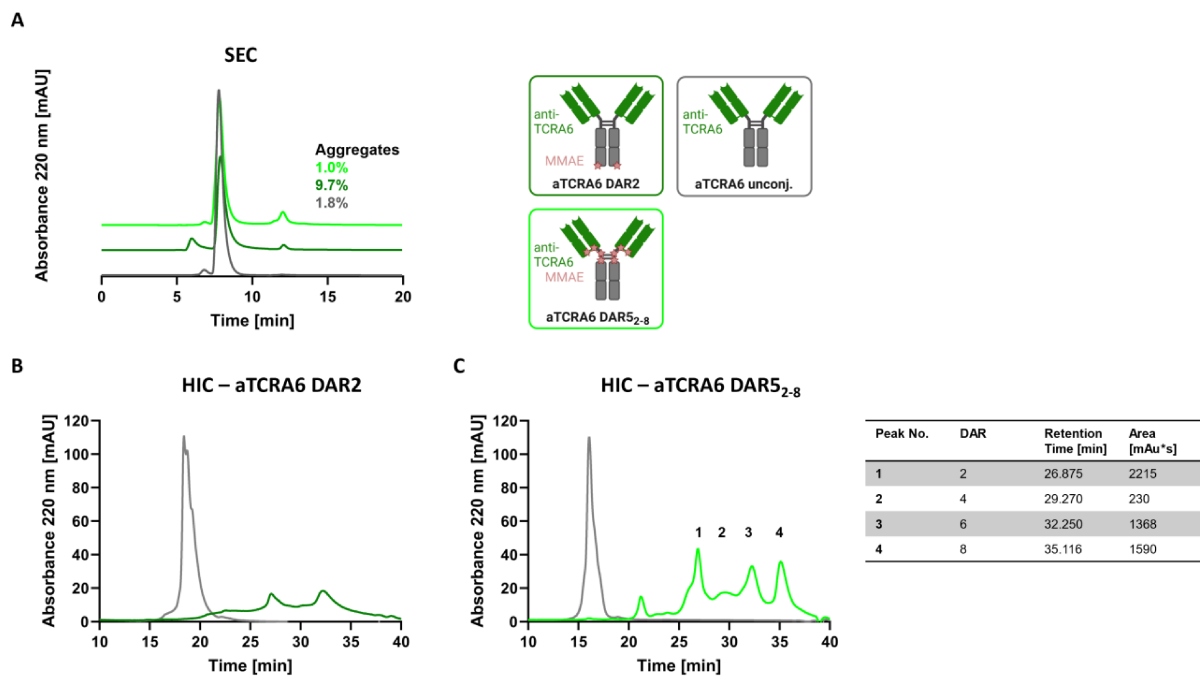 A
SEC
Absorbance 220 nm [mAU]
Aggregates
1.0%
9.7%
1.8%
0
5
10
15
20
Time [min]
anti-
TCRA6
MMAE
aTCRA6 DAR2
anti-
TCRA6
aTCRA6 unconj.
anti-
TCRA6
MMAE
aTCRA6 DAR5₂₋₈
B
HIC – aTCRA6 DAR2
Absorbance 220 nm [mAU]
120
100
80
60
40
20
0
10
15
20
25
30
35
40
Time [min]
C
HIC – aTCRA6 DAR5₂₋₈
Absorbance 220 nm [mAU]
120
100
80
60
40
20
0
1 2 3 4
10
15
20
25
30
35
40
Time [min]
Peak No. DAR Retention Time [min] Area [mAu*s]
1 2 26.875 2215
2 4 29.270 230
3 6 32.250 1368
4 8 35.116 1590